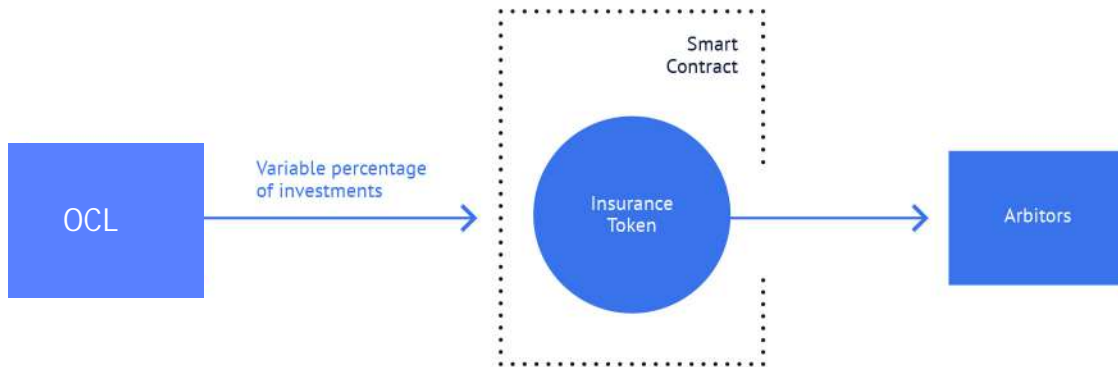 Smart
Contract
OCL
Variable percentage
of investments
Insurance
Token
Arbitors